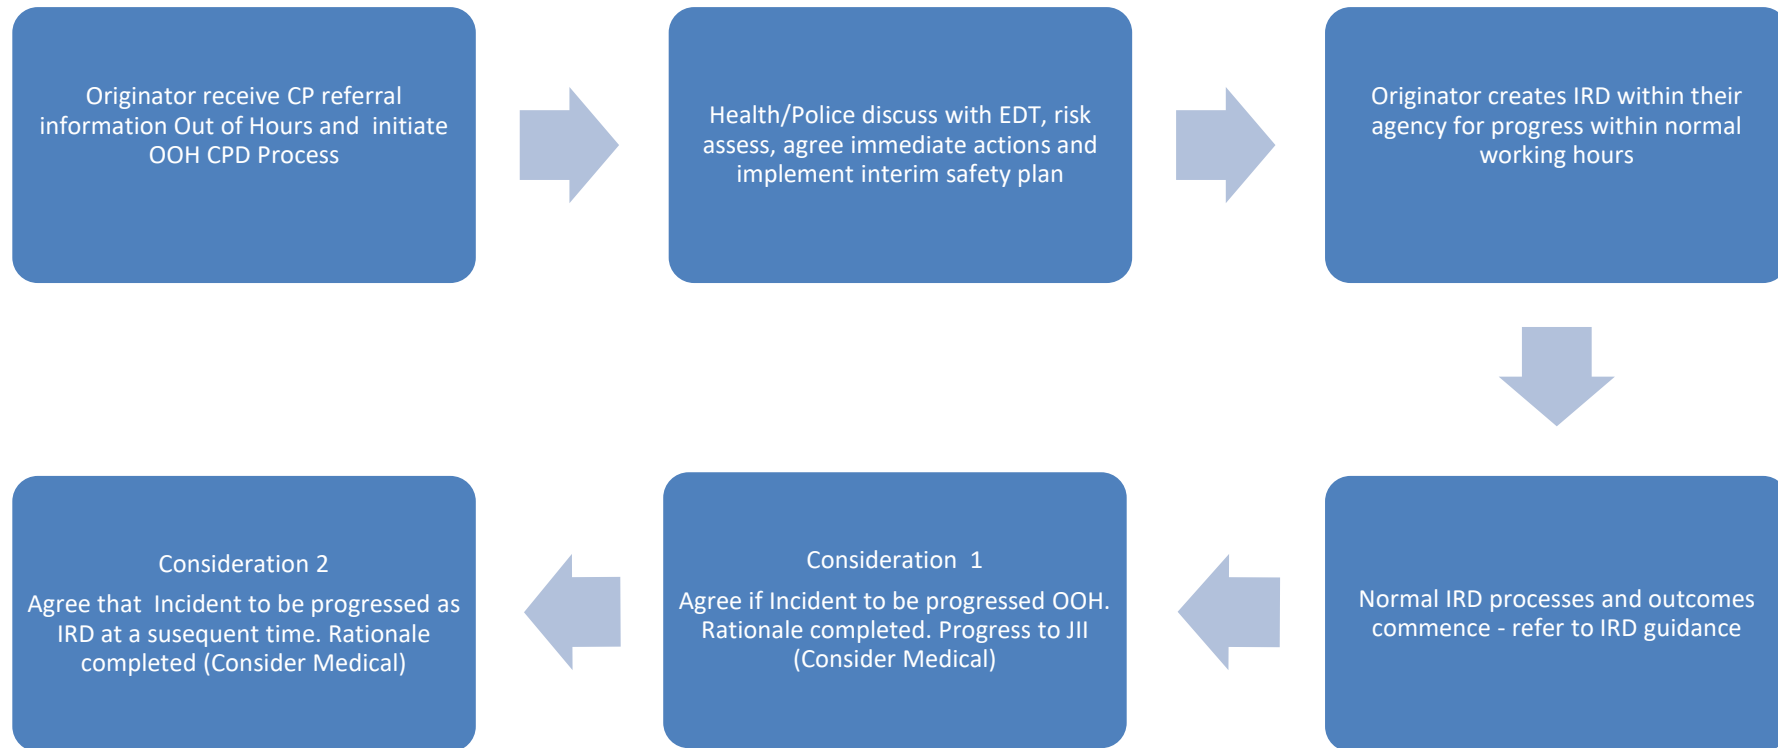 Originator receive CP referral
information Out of Hours and  initiate
OOH CPD Process
Health/Police discuss with EDT, risk
assess, agree immediate actions and
implement interim safety plan
Originator creates IRD within their
agency for progress within normal
working hours
Normal IRD processes and outcomes
commence - refer to IRD guidance
Consideration  1
Agree if Incident to be progressed OOH.
Rationale completed. Progress to JII
(Consider Medical)
Consideration 2
Agree that  Incident to be progressed as
IRD at a susequent time. Rationale
completed (Consider Medical)